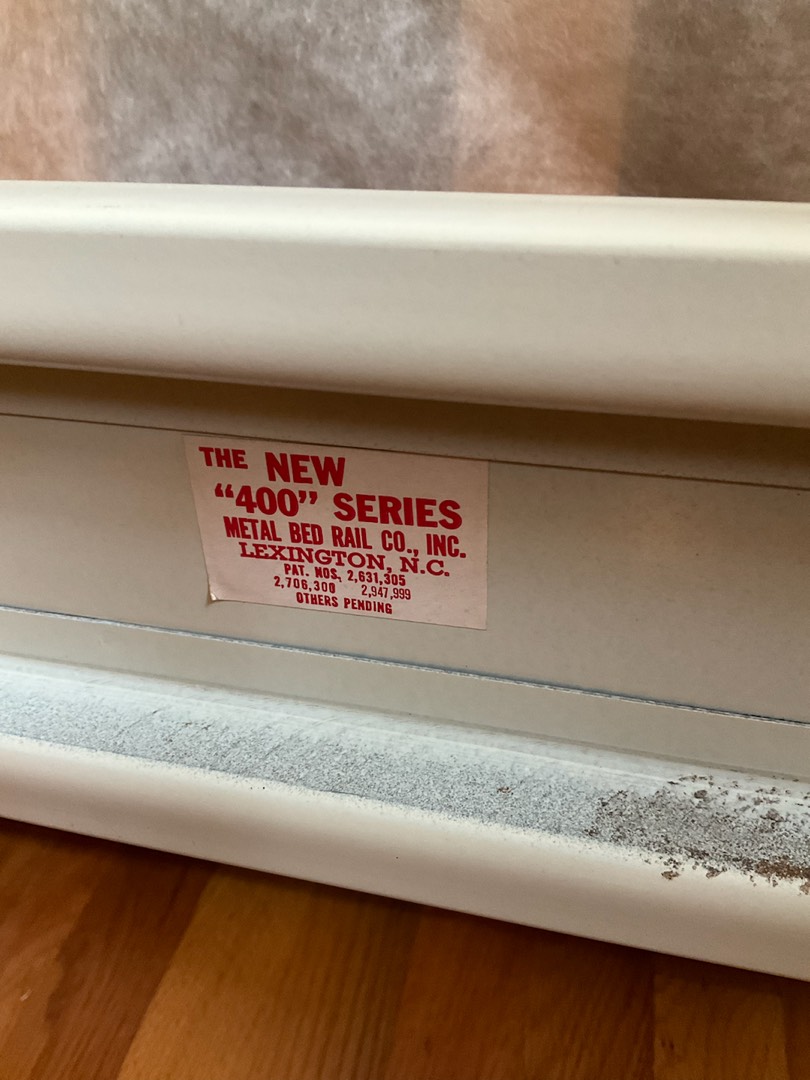 THE NEW
“400” SERIES
METAL BED RAIL CO., INC.
LEXINGTON, N.C.
PAT. NOS. 2,631,305
2,706,300 2,947,999
OTHERS PENDING